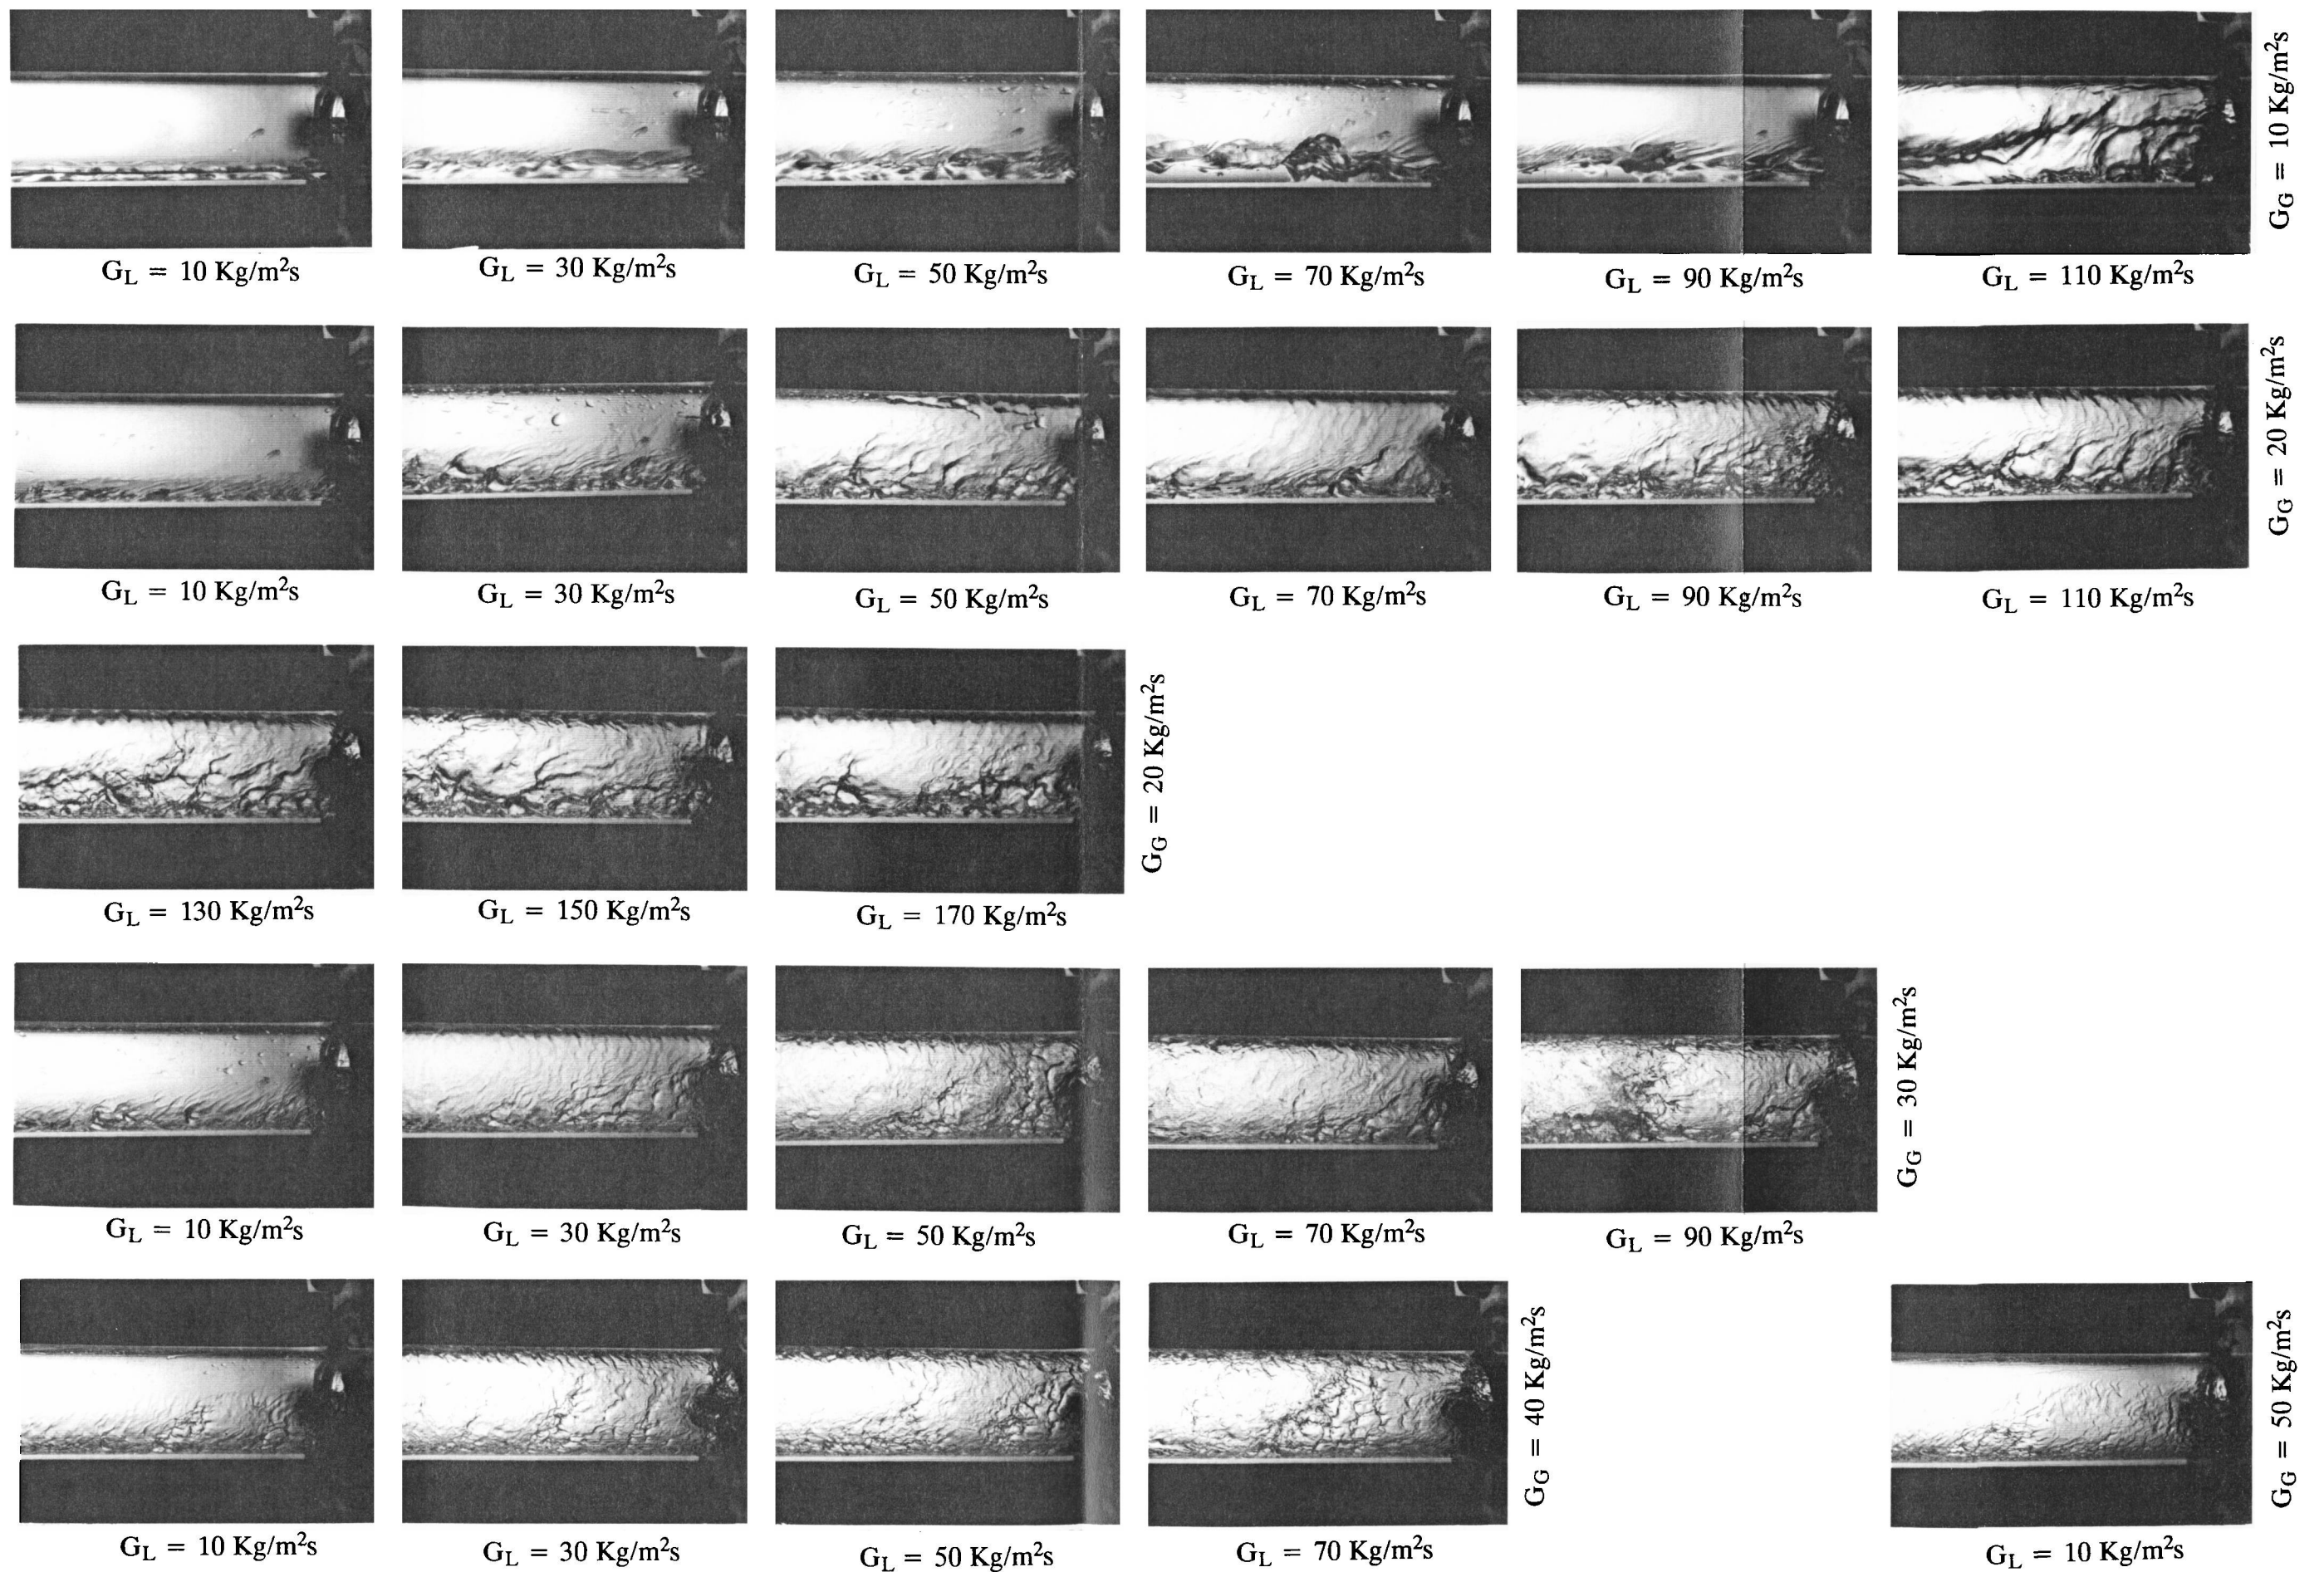 G_G = 10 Kg/m²s
G_L = 10 Kg/m²s
G_L = 30 Kg/m²s
G_L = 50 Kg/m²s
G_L = 70 Kg/m²s
G_L = 90 Kg/m²s
G_L = 110 Kg/m²s
G_G = 20 Kg/m²s
G_L = 10 Kg/m²s
G_L = 30 Kg/m²s
G_L = 50 Kg/m²s
G_L = 70 Kg/m²s
G_L = 90 Kg/m²s
G_L = 110 Kg/m²s
G_G = 20 Kg/m²s
G_L = 130 Kg/m²s
G_L = 150 Kg/m²s
G_L = 170 Kg/m²s
G_G = 30 Kg/m²s
G_L = 10 Kg/m²s
G_L = 30 Kg/m²s
G_L = 50 Kg/m²s
G_L = 70 Kg/m²s
G_L = 90 Kg/m²s
G_G = 40 Kg/m²s
G_G = 50 Kg/m²s
G_L = 10 Kg/m²s
G_L = 30 Kg/m²s
G_L = 50 Kg/m²s
G_L = 70 Kg/m²s
G_L = 10 Kg/m²s